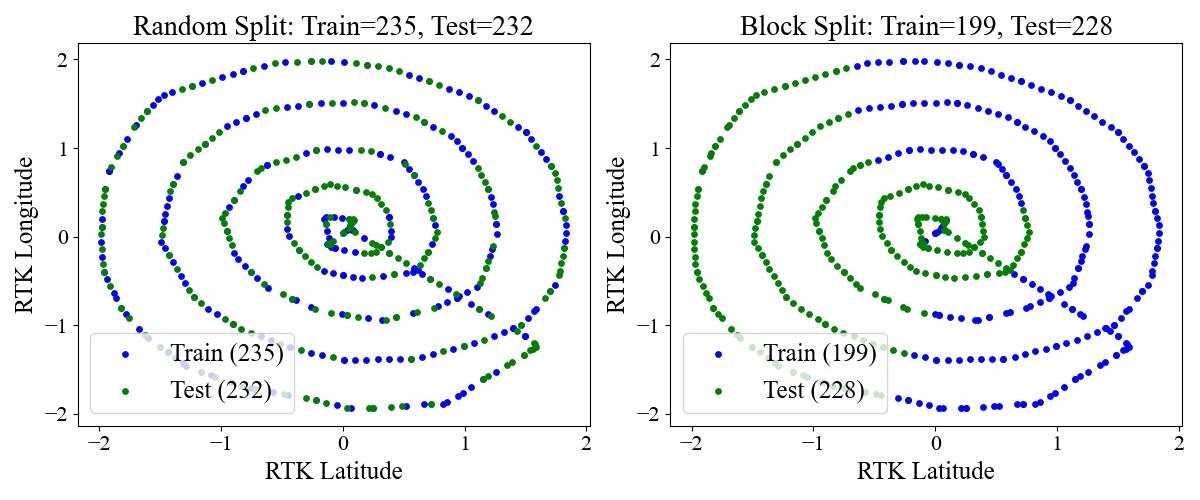 Random Split: Train=235, Test=232
2
1
0
−1
−2
RTK Longitude
Train (235)
Test (232)
−2
−1
0
1
2
RTK Latitude
Block Split: Train=199, Test=228
2
1
0
−1
−2
RTK Longitude
Train (199)
Test (228)
−2
−1
0
1
2
RTK Latitude